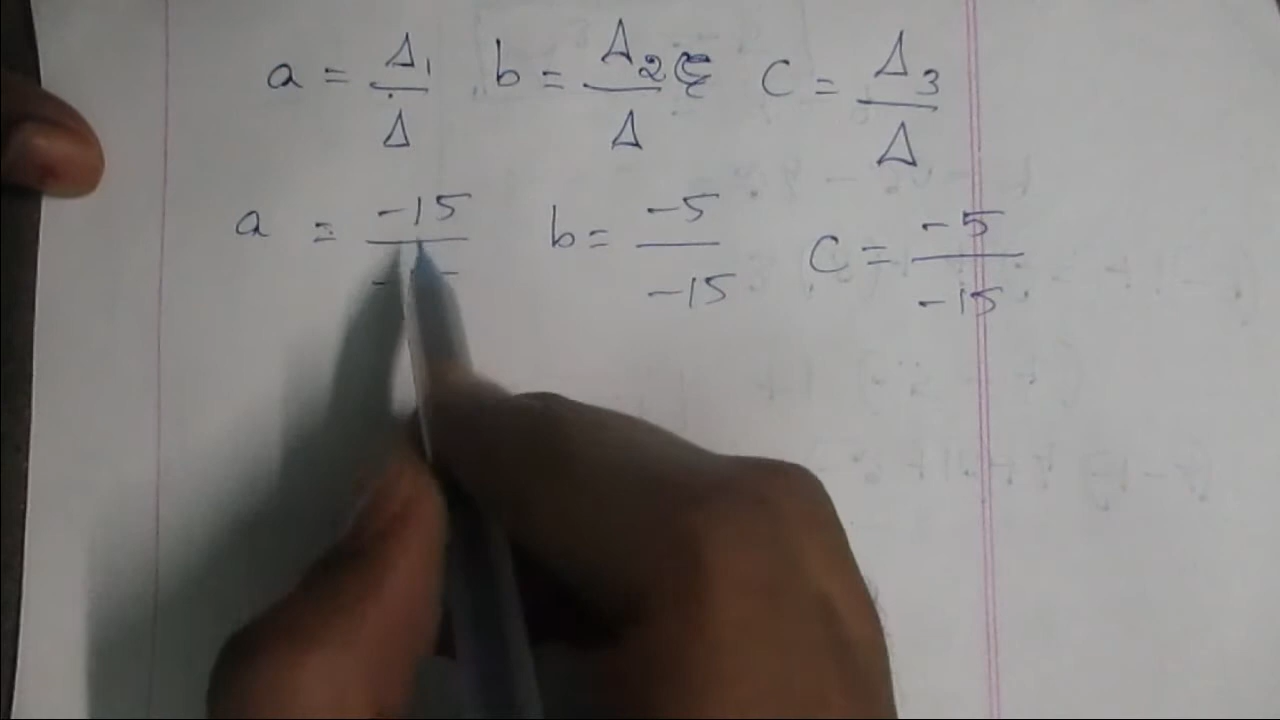 a = Δ₁/Δ b = Δ₂/Δ & c = Δ₃/Δ
a = -15/ b = -5/-15 c = -5/-15